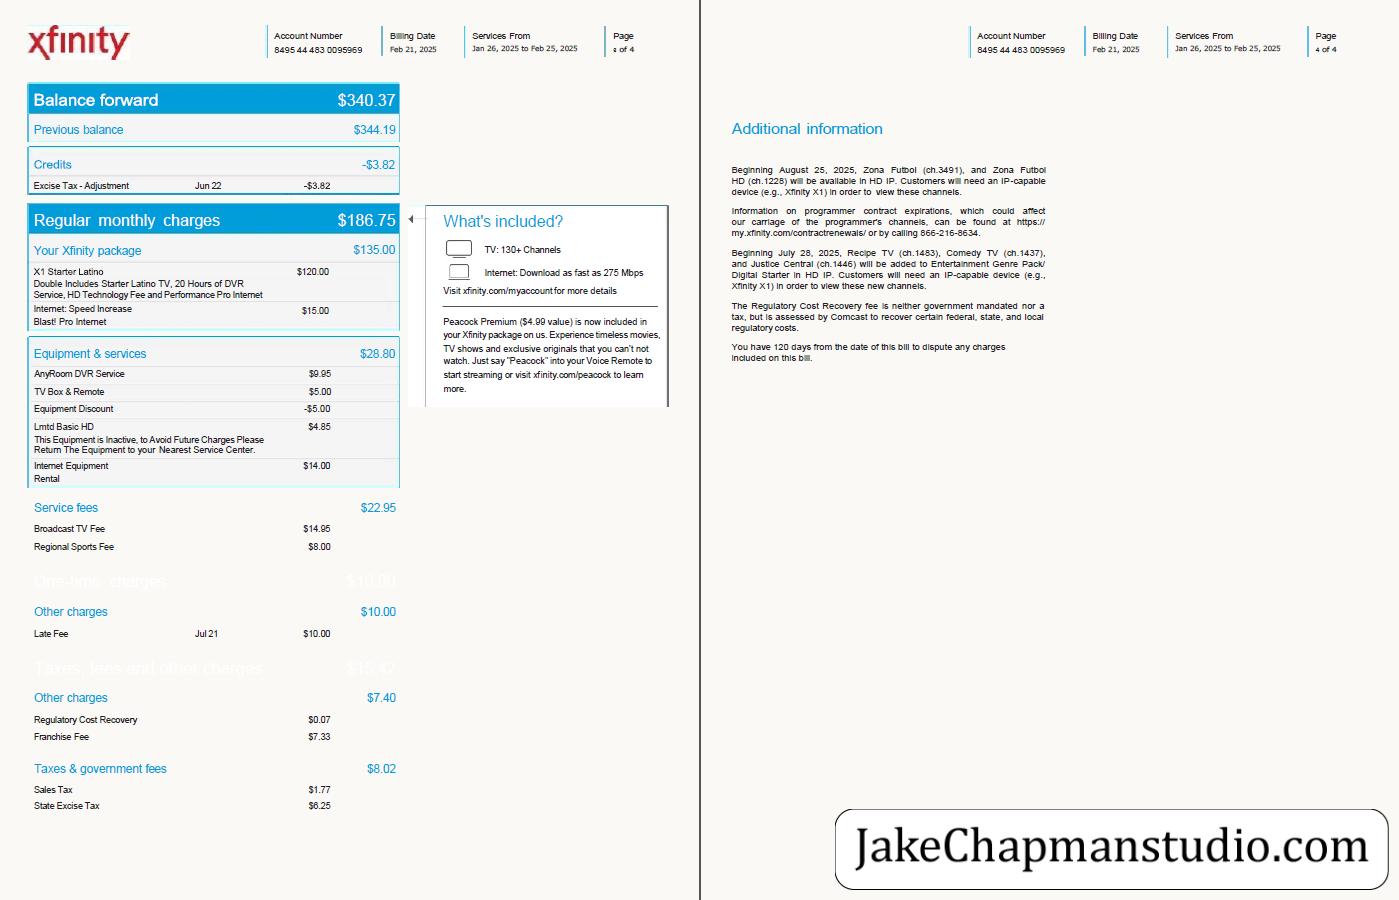 xfinity
Account Number
8495 44 483 0095969
Billing Date
Feb 21, 2025
Services From
Jan 26, 2025 to Feb 25, 2025
Page
of 4
Balance forward $340.37
Previous balance $344.19
Credits -$3.82
Excise Tax - Adjustment Jun 22 -$3.82
Regular monthly charges $186.75
Your Xfinity package $135.00
X1 Starter Latino $120.00
Double Includes Starter Latino TV, 20 Hours of DVR
Service, HD Technology Fee and Performance Pro Internet
Internet: Speed Increase $15.00
Blast! Pro Internet
Equipment & services $28.80
AnyRoom DVR Service $9.95
TV Box & Remote $5.00
Equipment Discount -$5.00
Lmtd Basic HD $4.85
This Equipment is Inactive, to Avoid Future Charges Please
Return The Equipment to your Nearest Service Center.
Internet Equipment $14.00
Rental
Service fees $22.95
Broadcast TV Fee $14.95
Regional Sports Fee $8.00
One-time charges $10.00
Other charges $10.00
Late Fee Jul 21 $10.00
Taxes, fees and other charges $15.42
Other charges $7.40
Regulatory Cost Recovery $0.07
Franchise Fee $7.33
Taxes & government fees $8.02
Sales Tax $1.77
State Excise Tax $6.25
What's included?
TV: 130+ Channels
Internet: Download as fast as 275 Mbps
Visit xfinity.com/myaccount for more details
Peacock Premium ($4.99 value) is now included in
your Xfinity package on us. Experience timeless movies,
TV shows and exclusive originals that you can't not
watch. Just say "Peacock" into your Voice Remote to
start streaming or visit xfinity.com/peacock to learn
more.
Account Number
8495 44 483 0095969
Billing Date
Feb 21, 2025
Services From
Jan 26, 2025 to Feb 25, 2025
Page
4 of 4
Additional information
Beginning August 25, 2025, Zona Futbol (ch.3491), and Zona Futbol
HD (ch.1228) will be available in HD IP. Customers will need an IP-capable
device (e.g., Xfinity X1) in order to view these channels.
Information on programmer contract expirations, which could affect
our carriage of the programmer's channels, can be found at https://
my.xfinity.com/contractrenewals/ or by calling 866-216-8634.
Beginning July 28, 2025, Recipe TV (ch.1483), Comedy TV (ch.1437),
and Justice Central (ch.1446) will be added to Entertainment Genre Pack/
Digital Starter in HD IP. Customers will need an IP-capable device (e.g.,
Xfinity X1) in order to view these new channels.
The Regulatory Cost Recovery fee is neither government mandated nor a
tax, but is assessed by Comcast to recover certain federal, state, and local
regulatory costs.
You have 120 days from the date of this bill to dispute any charges
included on this bill.
JakeChapmanstudio.com